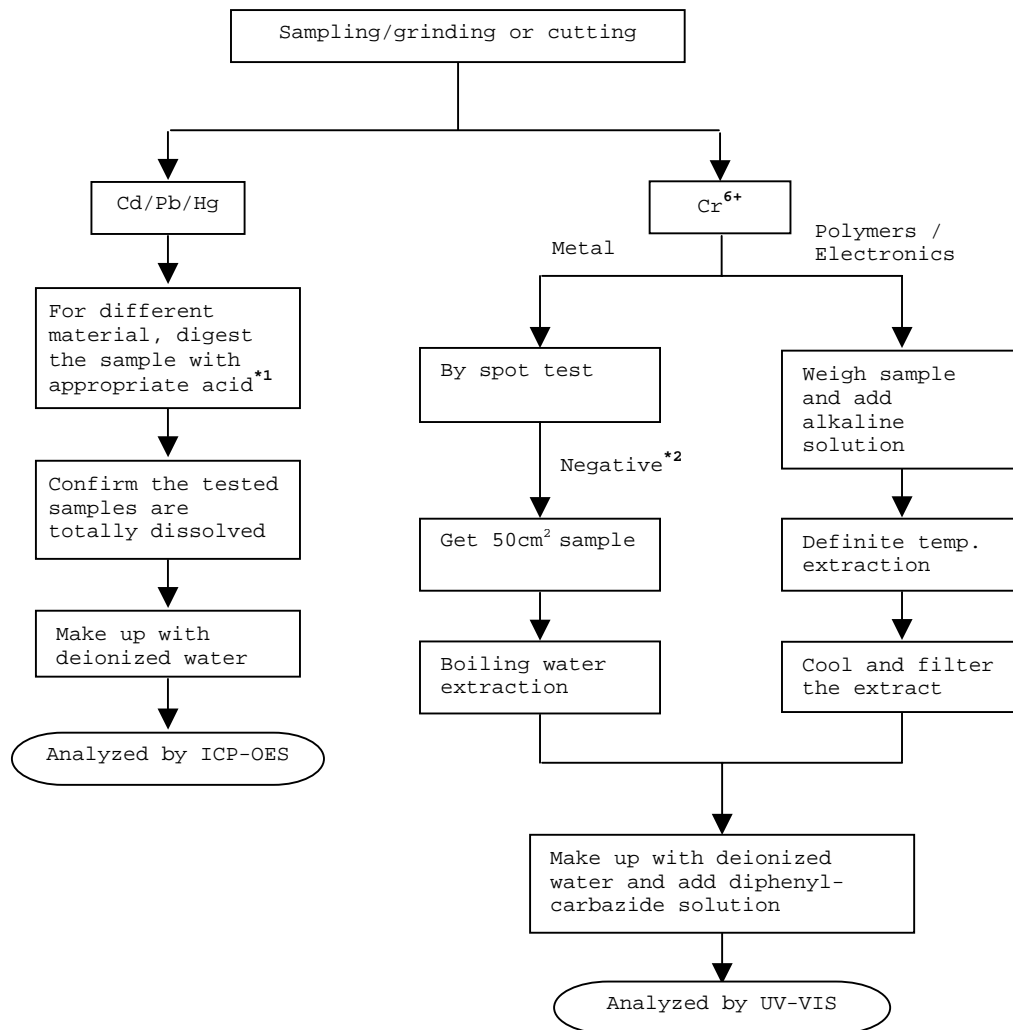 Sampling/grinding or cutting
Cd/Pb/Hg
For different
material, digest
the sample with
appropriate acid*1
Confirm the tested
samples are
totally dissolved
Make up with
deionized water
Analyzed by ICP-OES
Cr6+
Metal
Polymers /
Electronics
By spot test
Negative*2
Get 50cm² sample
Boiling water
extraction
Weigh sample
and add
alkaline
solution
Definite temp.
extraction
Cool and filter
the extract
Make up with deionized
water and add diphenyl-
carbazide solution
Analyzed by UV-VIS